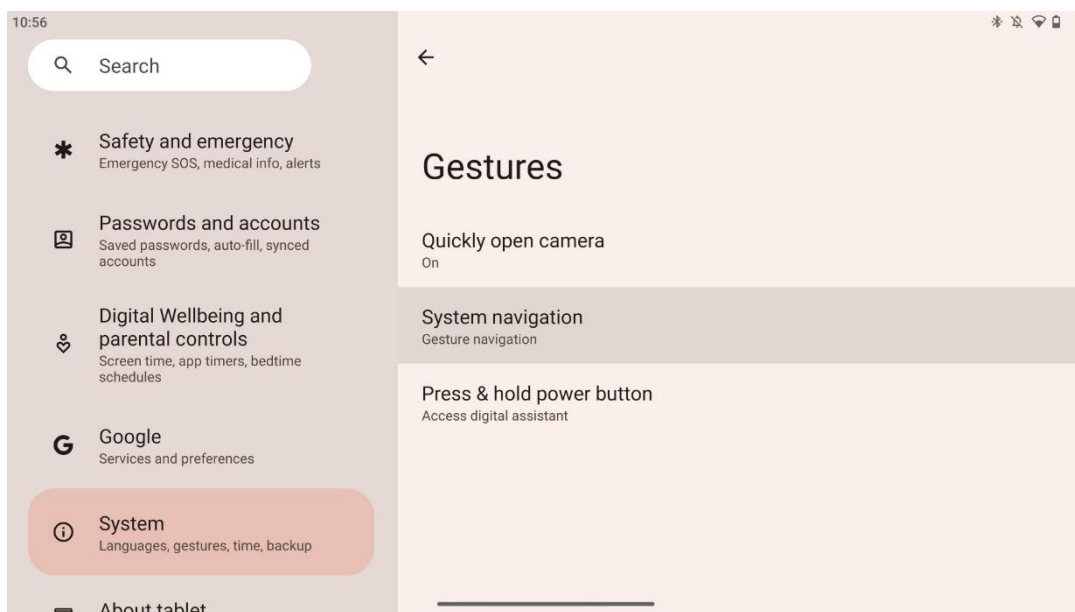 10:56
Search
Safety and emergency
Emergency SOS, medical info, alerts
Passwords and accounts
Saved passwords, auto-fill, synced
accounts
Digital Wellbeing and
parental controls
Screen time, app timers, bedtime
schedules
Google
Services and preferences
System
Languages, gestures, time, backup
About tablet
Gestures
Quickly open camera
On
System navigation
Gesture navigation
Press & hold power button
Access digital assistant